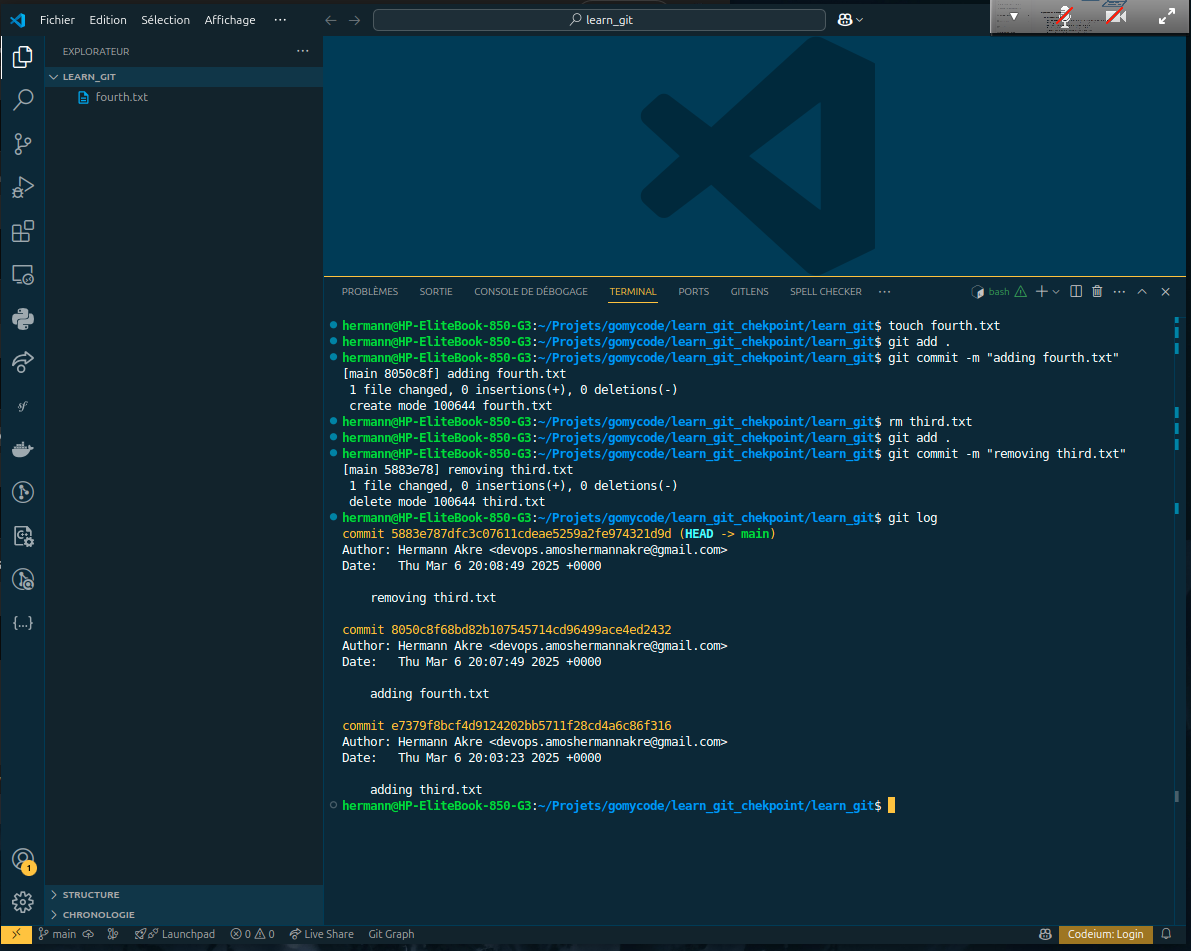 Fichier Edition Sélection Affichage ···
learn_git
EXPLORATEUR ···
LEARN_GIT
fourth.txt
PROBLÈMES SORTIE CONSOLE DE DÉBOGAGE TERMINAL PORTS GITLENS SPELL CHECKER ··· bash
hermann@HP-EliteBook-850-G3:~/Projets/gomycode/learn_git_chekpoint/learn_git$ touch fourth.txt
hermann@HP-EliteBook-850-G3:~/Projets/gomycode/learn_git_chekpoint/learn_git$ git add .
hermann@HP-EliteBook-850-G3:~/Projets/gomycode/learn_git_chekpoint/learn_git$ git commit -m "adding fourth.txt"
[main 8050c8f] adding fourth.txt
1 file changed, 0 insertions(+), 0 deletions(-)
create mode 100644 fourth.txt
hermann@HP-EliteBook-850-G3:~/Projets/gomycode/learn_git_chekpoint/learn_git$ rm third.txt
hermann@HP-EliteBook-850-G3:~/Projets/gomycode/learn_git_chekpoint/learn_git$ git add .
hermann@HP-EliteBook-850-G3:~/Projets/gomycode/learn_git_chekpoint/learn_git$ git commit -m "removing third.txt"
[main 5883e78] removing third.txt
1 file changed, 0 insertions(+), 0 deletions(-)
delete mode 100644 third.txt
hermann@HP-EliteBook-850-G3:~/Projets/gomycode/learn_git_chekpoint/learn_git$ git log
commit 5883e787dfc3c07611cdeae5259a2fe974321d9d (HEAD -> main)
Author: Hermann Akre <devops.amoshermannakre@gmail.com>
Date:   Thu Mar 6 20:08:49 2025 +0000
removing third.txt
commit 8050c8f68bd82b107545714cd96499ace4ed2432
Author: Hermann Akre <devops.amoshermannakre@gmail.com>
Date:   Thu Mar 6 20:07:49 2025 +0000
adding fourth.txt
commit e7379f8bcf4d9124202bb5711f28cd4a6c86f316
Author: Hermann Akre <devops.amoshermannakre@gmail.com>
Date:   Thu Mar 6 20:03:23 2025 +0000
adding third.txt
hermann@HP-EliteBook-850-G3:~/Projets/gomycode/learn_git_chekpoint/learn_git$
1
STRUCTURE
CHRONOLOGIE
main Launchpad 0 0 Live Share Git Graph Codeium: Login